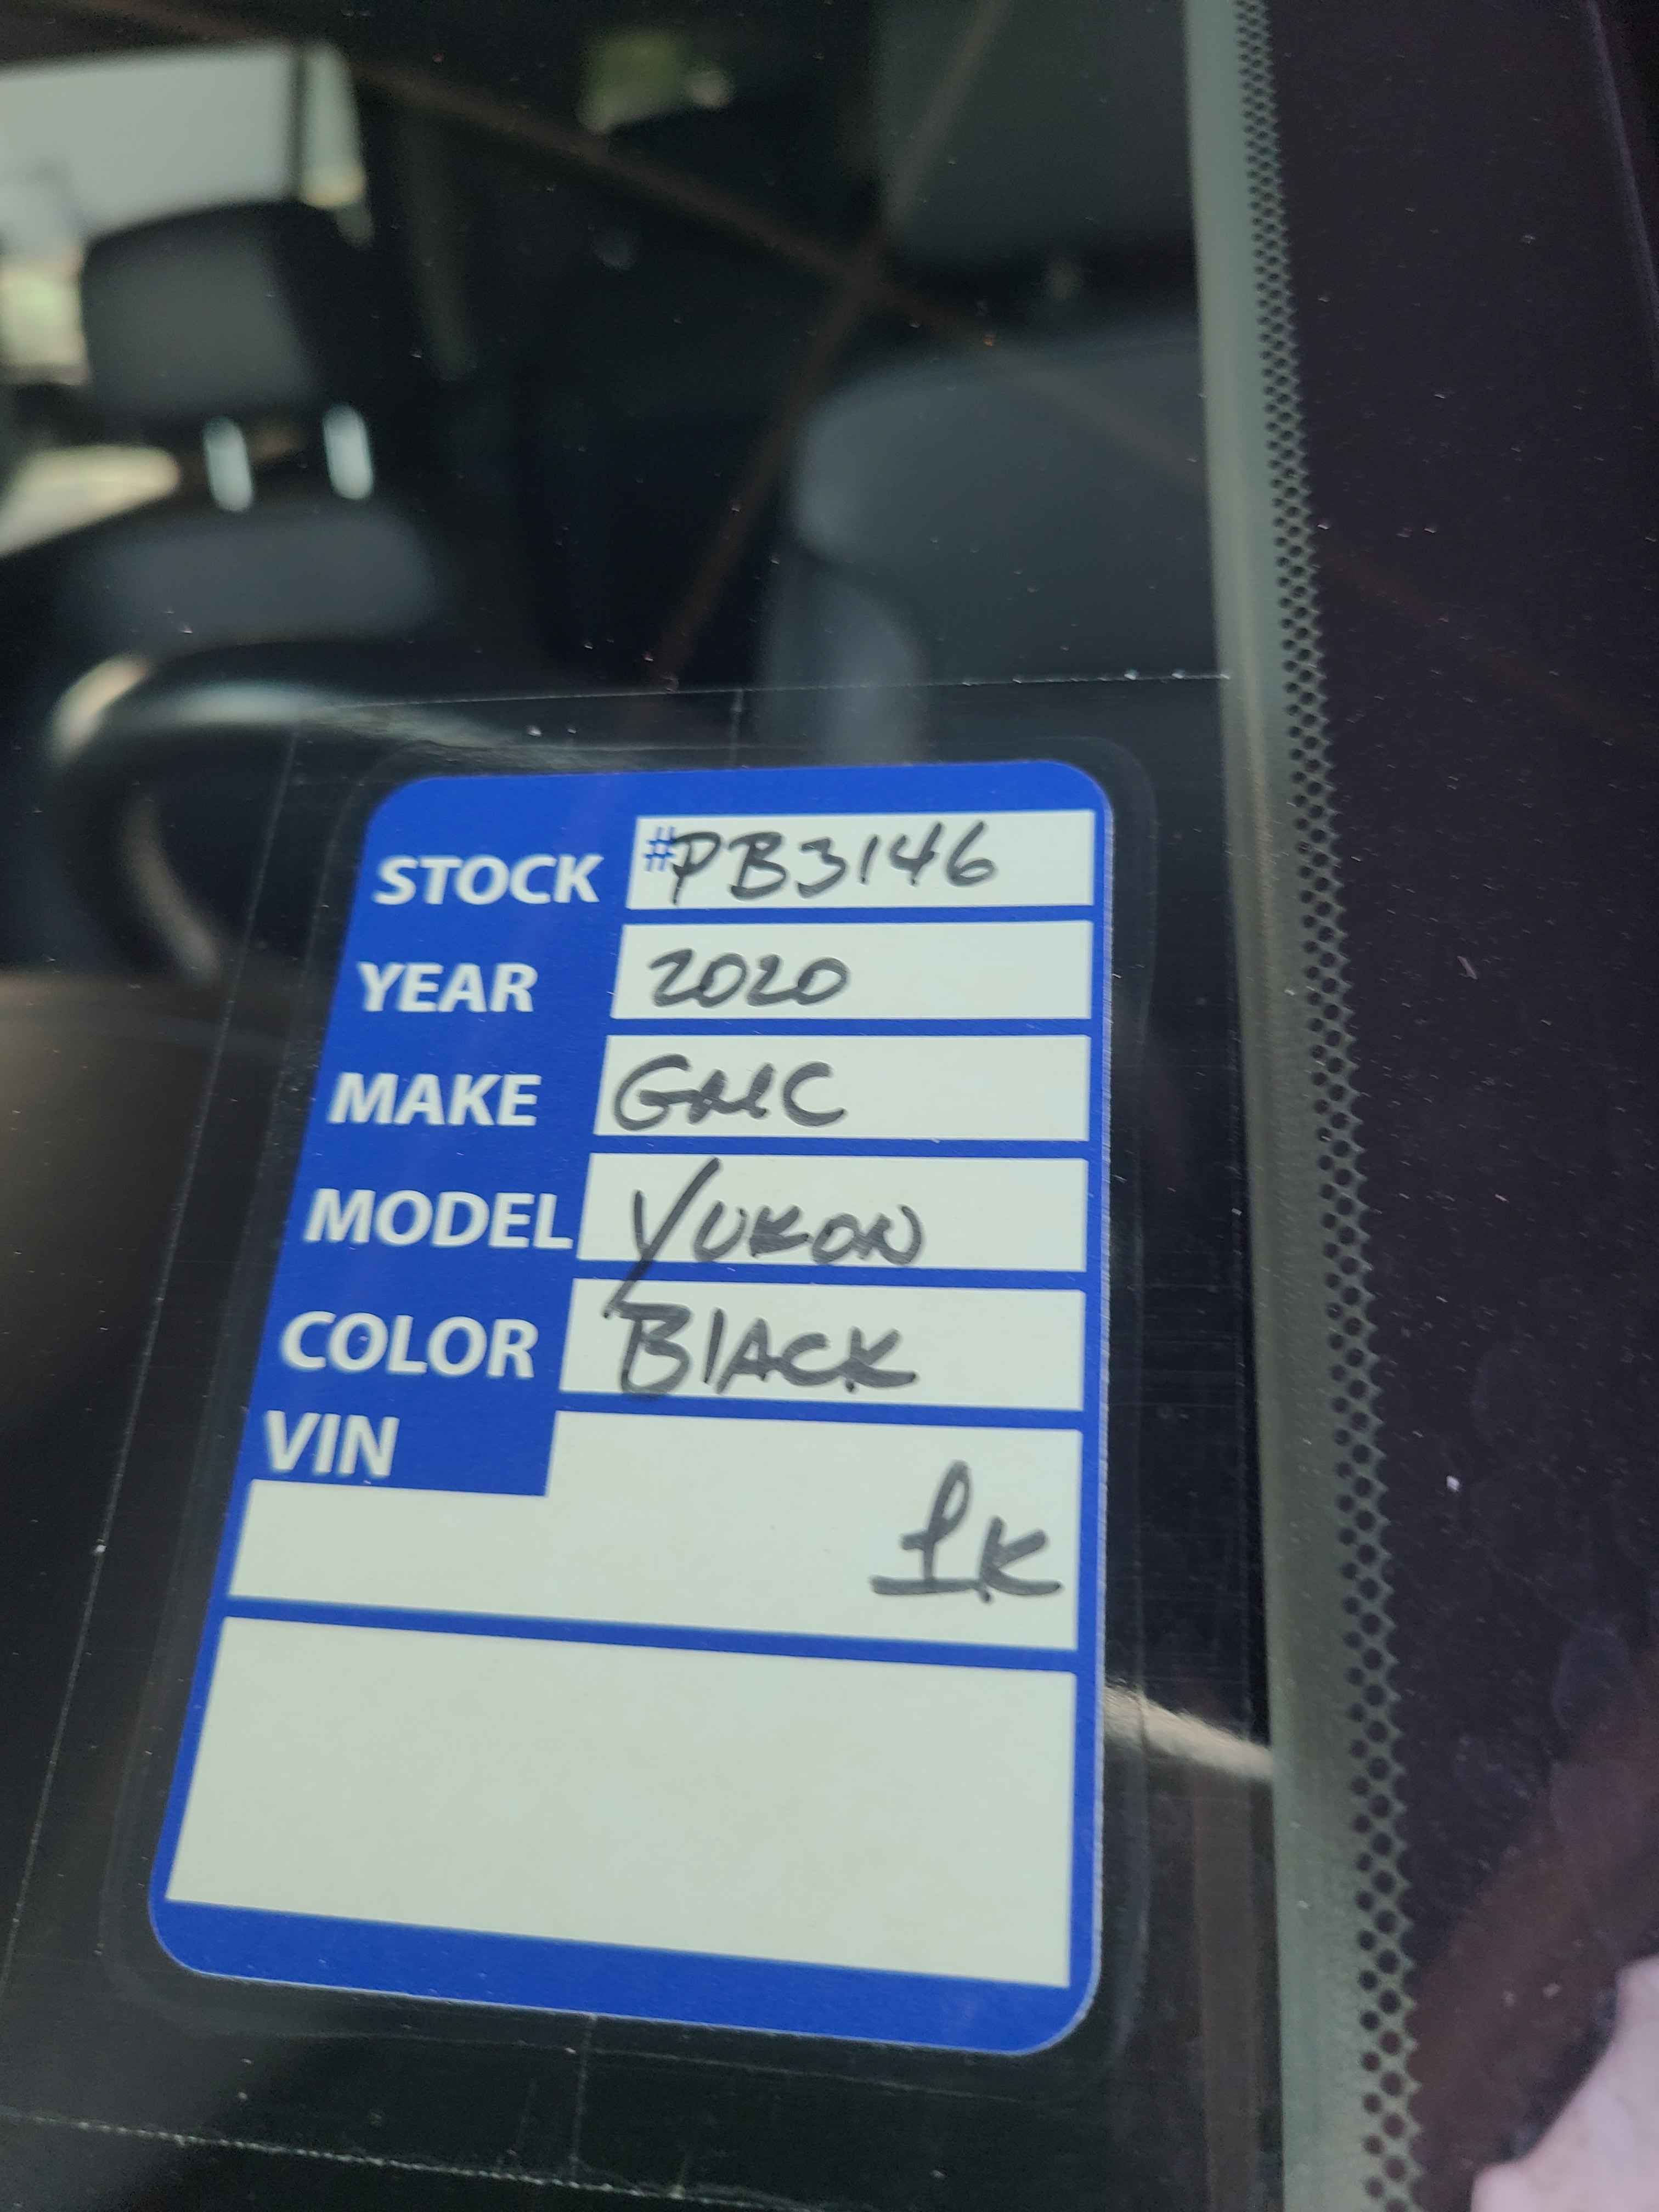 STOCK #PB3146
YEAR 2020
MAKE GMC
MODEL YUKON
COLOR BlACK
VIN
1K